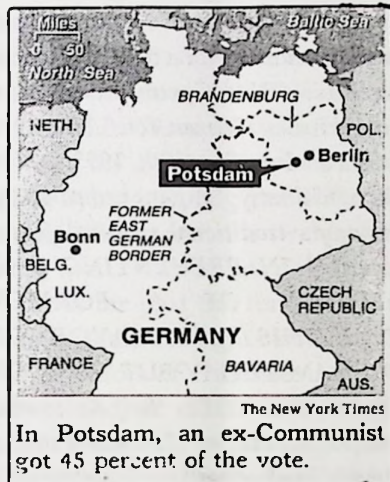 Miles
0 50
Baltic Sea
North Sea
BRANDENBURG
NETH.
POL.
Berlin
Potsdam
FORMER
EAST
GERMAN
BORDER
Bonn
BELG.
LUX.
CZECH
REPUBLIC
GERMANY
FRANCE
BAVARIA
AUS.
The New York Times
In Potsdam, an ex-Communist
got 45 percent of the vote.